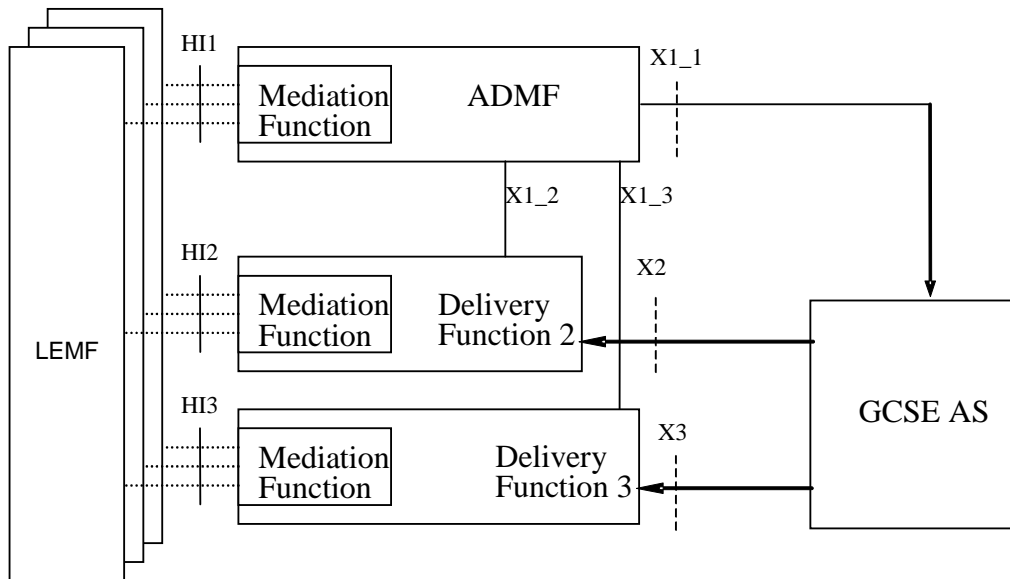 HI1
X1_1
Mediation
Function
ADMF
X1_2
X1_3
HI2
X2
Mediation
Function
Delivery
Function 2
LEMF
GCSE AS
HI3
X3
Mediation
Function
Delivery
Function 3